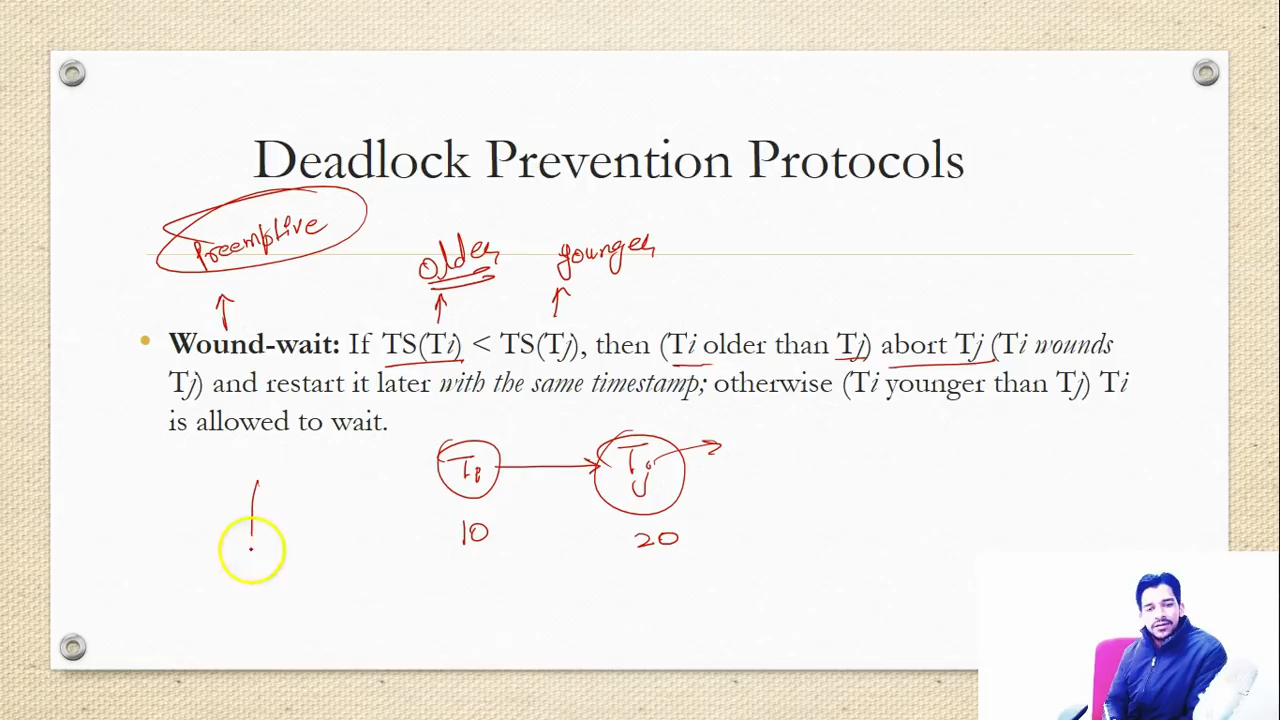 Deadlock Prevention Protocols
Preemptive
older
younger
• Wound-wait: If TS(Ti) < TS(Tj), then (Ti older than Tj) abort Tj (Ti wounds
Tj) and restart it later with the same timestamp; otherwise (Ti younger than Tj) Ti
is allowed to wait.
Ti Tj
10 20